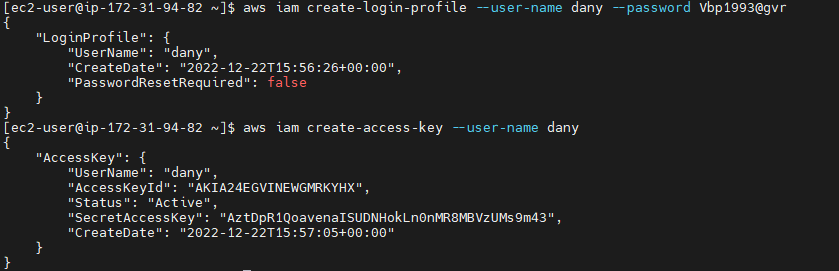 [ec2-user@ip-172-31-94-82 ~]$ aws iam create-login-profile --user-name dany --password Vbp1993@gvr
{
    "LoginProfile": {
        "UserName": "dany",
        "CreateDate": "2022-12-22T15:56:26+00:00",
        "PasswordResetRequired": false
    }
}
[ec2-user@ip-172-31-94-82 ~]$ aws iam create-access-key --user-name dany
{
    "AccessKey": {
        "UserName": "dany",
        "AccessKeyId": "AKIA24EGVINEWGMRKYHX",
        "Status": "Active",
        "SecretAccessKey": "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",
        "CreateDate": "2022-12-22T15:57:05+00:00"
    }
}